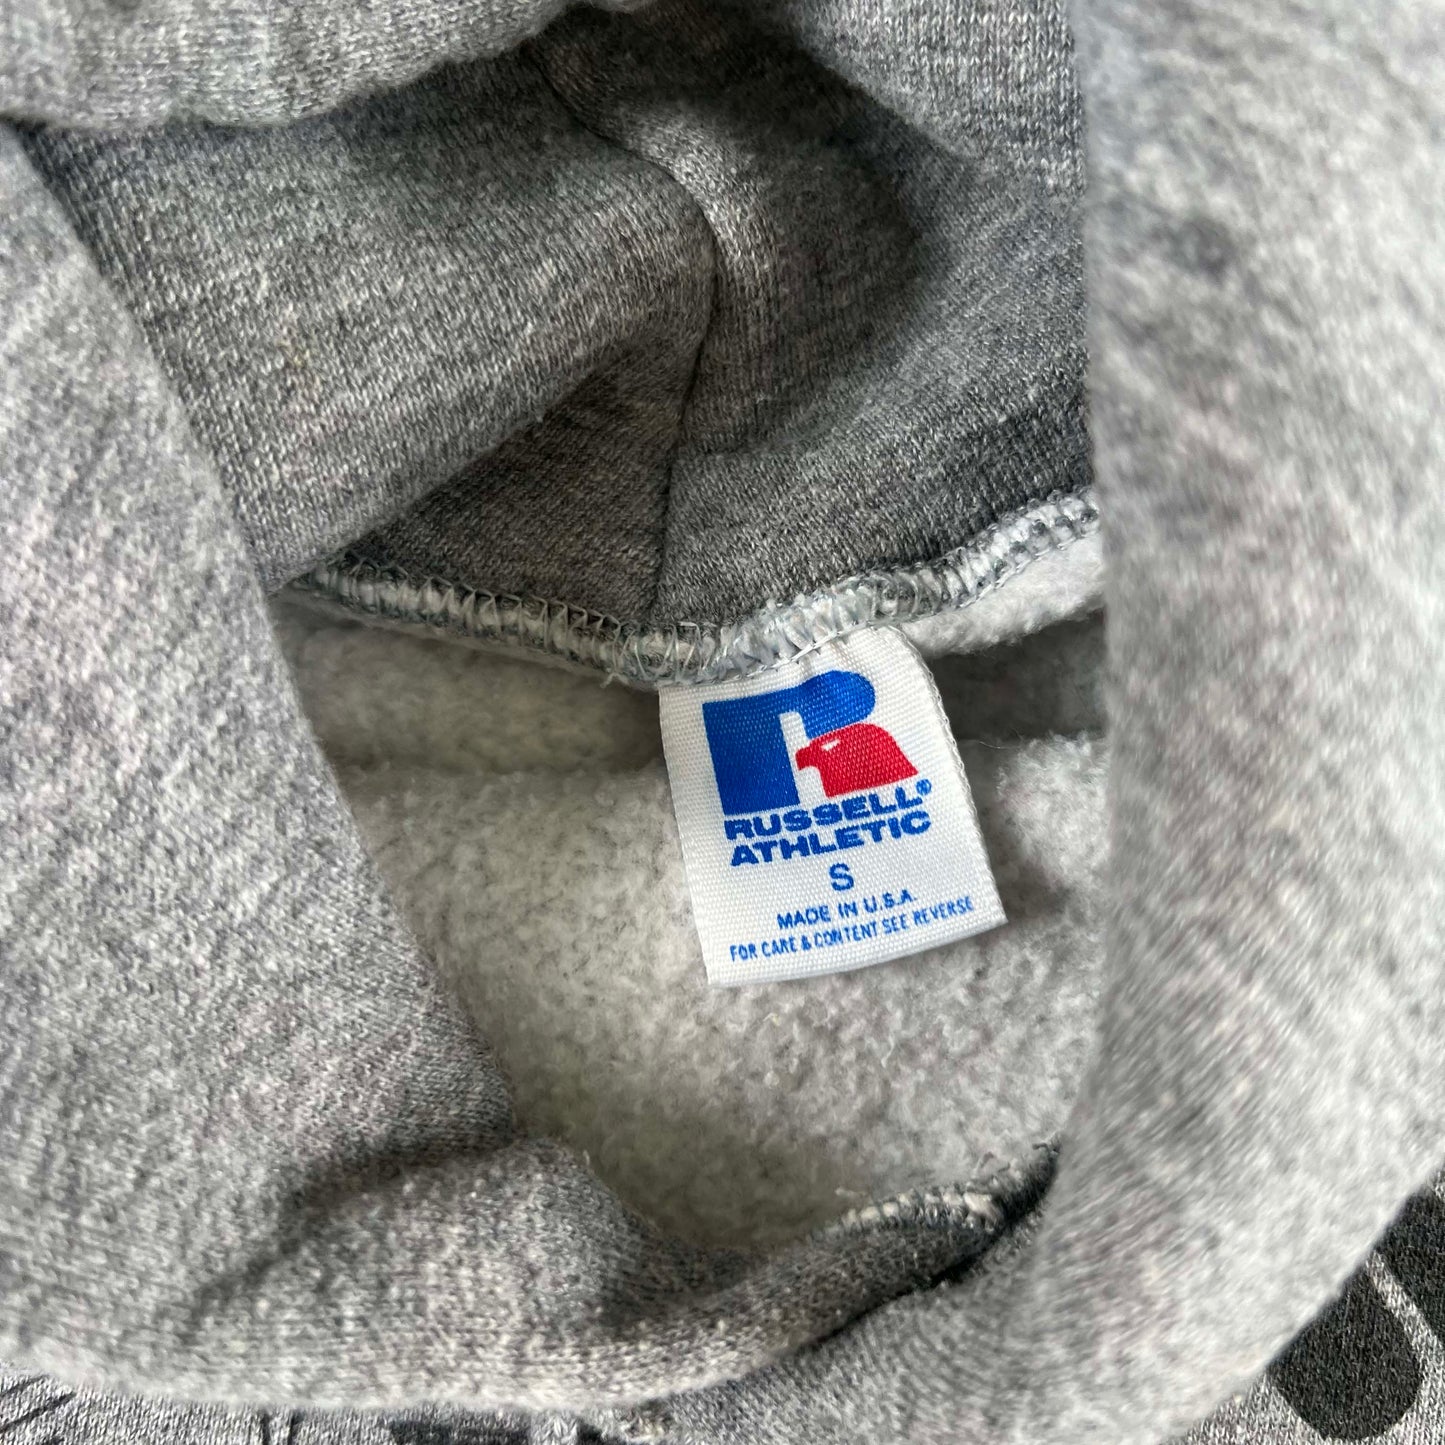 R
RUSSELL®
ATHLETIC
S
MADE IN U.S.A.
FOR CARE & CONTENT SEE REVERSE